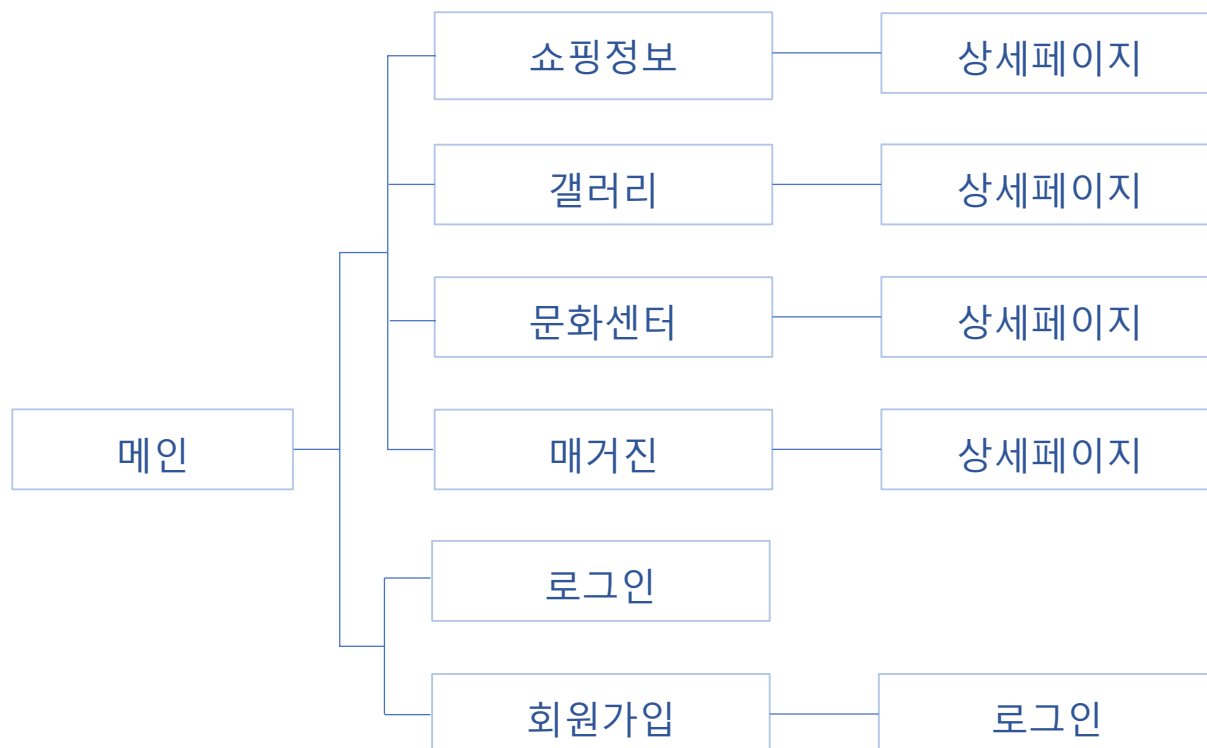 쇼핑정보
상세페이지
갤러리
상세페이지
문화센터
상세페이지
메인
매거진
상세페이지
로그인
회원가입
로그인